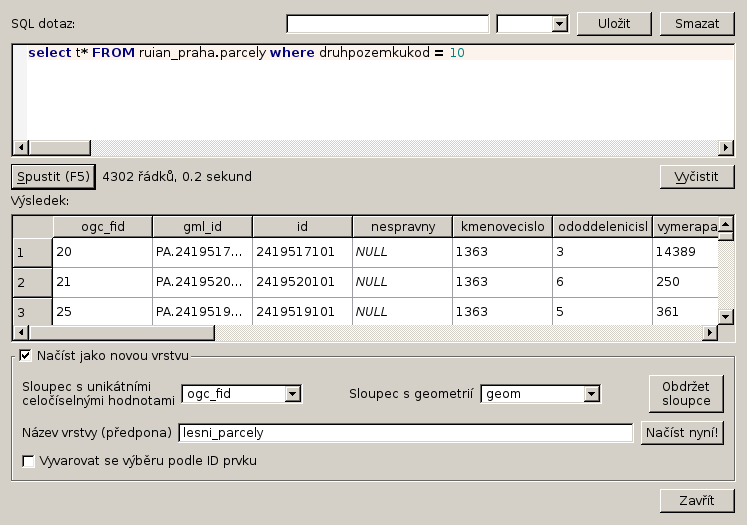 SQL dotaz:
Uložit
Smazat
select t* FROM ruian_praha.parcely where druhpozemkukod = 10
Spustit (F5) 4302 řádků, 0.2 sekund
Vyčistit
Výsledek:
ogc_fid gml_id id nespravny kmenovecislo ododdelenicisl vymerapa
1 20 PA.2419517... 2419517101 NULL 1363 3 14389
2 21 PA.2419520... 2419520101 NULL 1363 6 250
3 25 PA.2419519... 2419519101 NULL 1363 5 361
Načíst jako novou vrstvu
Sloupec s unikátními
celočíselnými hodnotami
ogc_fid
Sloupec s geometrií
geom
Obdržet
sloupce
Název vrstvy (předpona) lesni_parcely
Načíst nyní!
Vyvarovat se výběru podle ID prvku
Zavřít